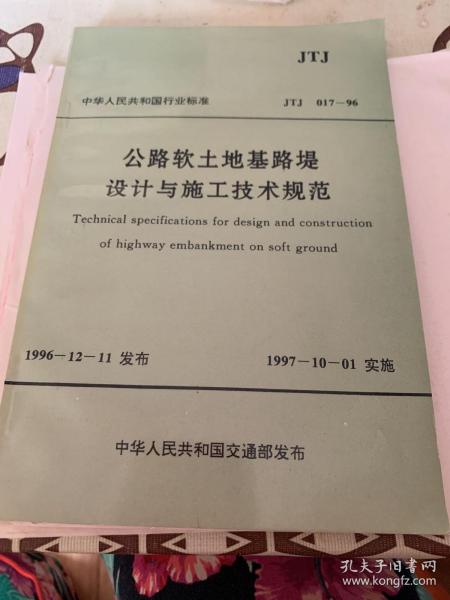 JTJ
中华人民共和国行业标准 JTJ 017—96
公路软土地基路堤
设计与施工技术规范
Technical specifications for design and construction
of highway embankment on soft ground
1996—12—11 发布 1997—10—01 实施
中华人民共和国交通部发布
孔夫子旧书网
www.kongfz.com